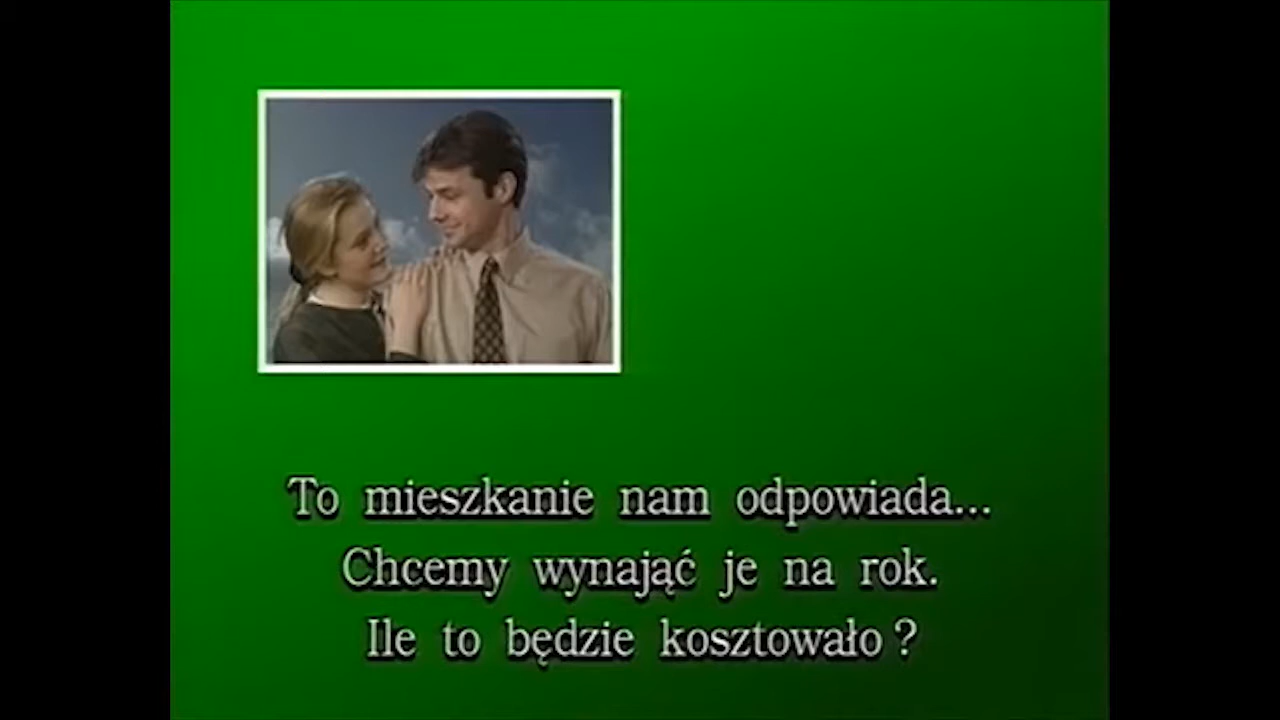 To mieszkanie nam odpowiada...
Chcemy wynająć je na rok.
Ile to będzie kosztowało ?